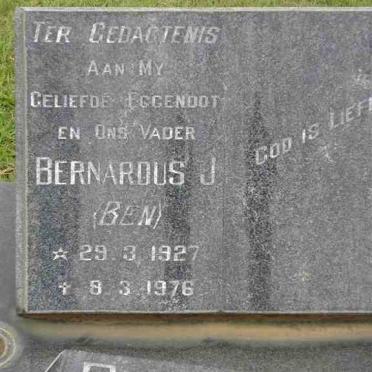 TER GEDAGTENIS
AAN MY
GELIEFDE EGGENOOT
EN ONS VADER
BERNARDUS J
(BEN)
☆ 29.3.1927
✝ 9.3.1976
GOD IS LIEF